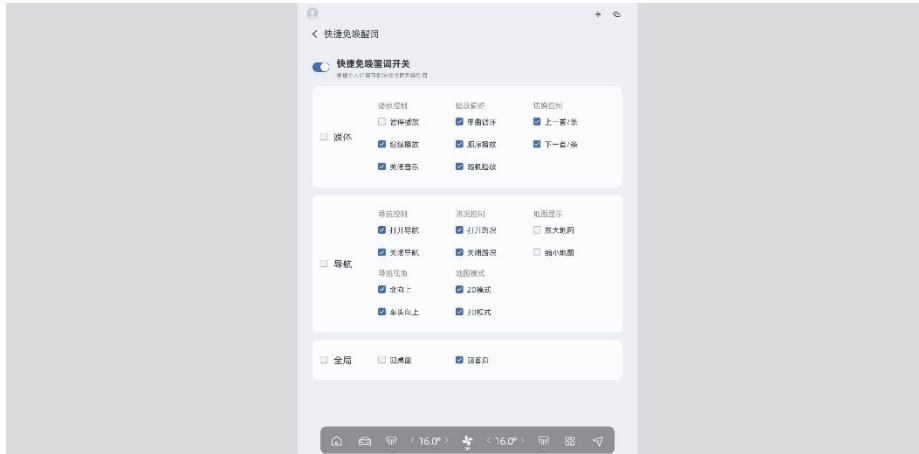 快捷免唤醒词
快捷免唤醒词开关
播放控制 播放偏好 切换控制
媒体
暂停播放 单曲循环 上一首/条
继续播放 顺序播放 下一首/条
关闭音乐 随机播放
导航控制 路况控制 地图显示
打开导航 打开路况 放大地图
关闭导航 关闭路况 缩小地图
导航
导航视角 地图模式
北向上 2D模式
车头向上 3D模式
全局 回桌面 回首页
16.0° 16.0°